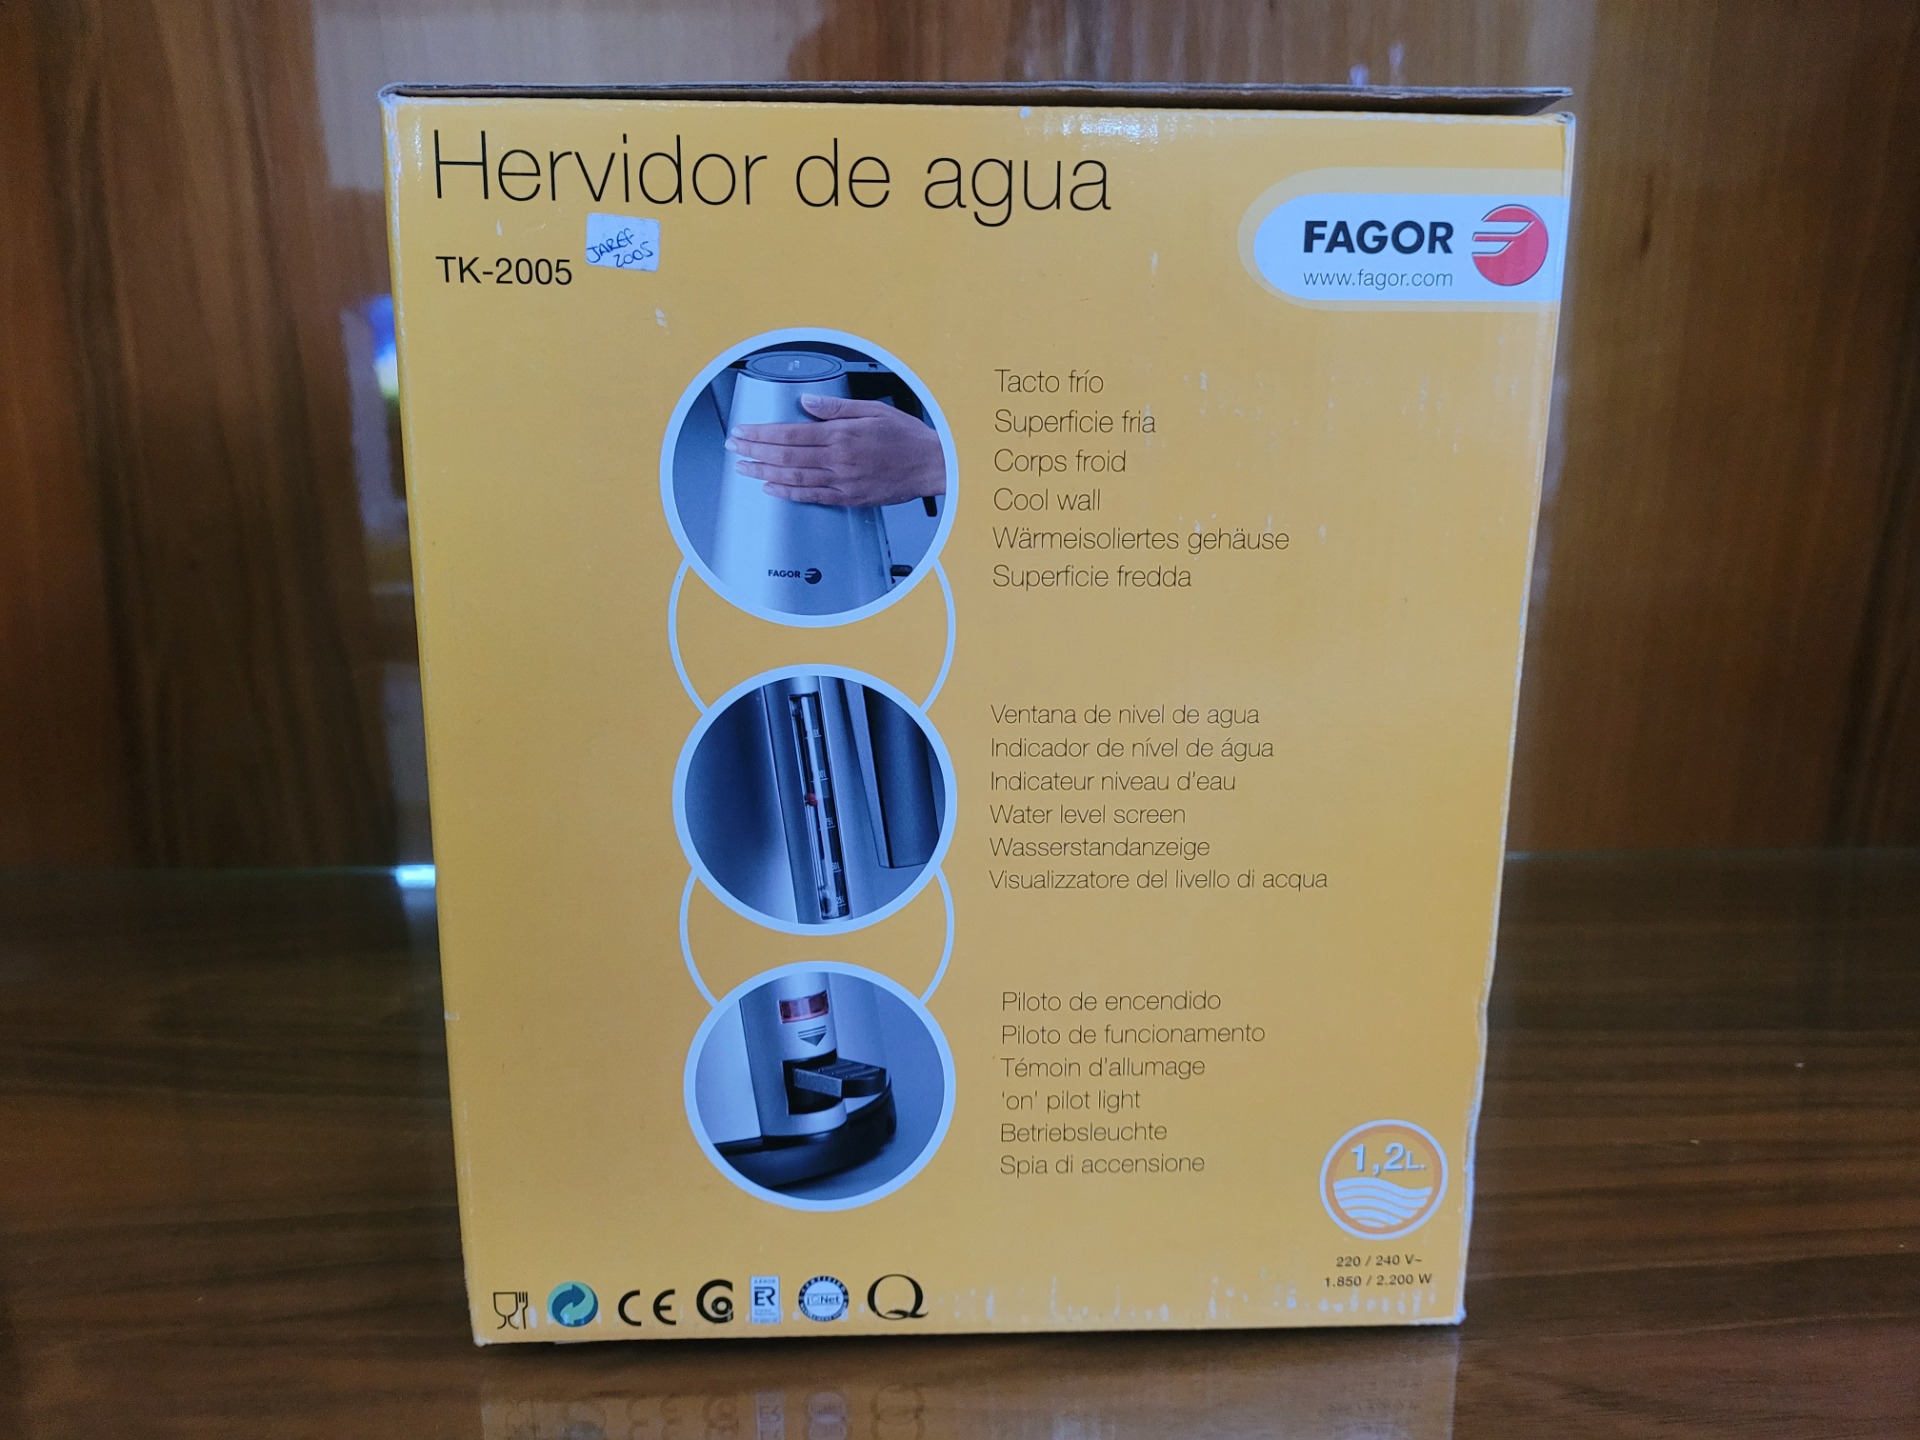 Hervidor de agua
TK-2005
JAREF
2005
FAGOR
www.fagor.com
Tacto frío
Superficie fria
Corps froid
Cool wall
Wärmeisoliertes gehäuse
Superficie fredda
FAGOR
Ventana de nivel de agua
Indicador de nível de água
Indicateur niveau d'eau
Water level screen
Wasserstandanzeige
Visualizzatore del livello di acqua
Piloto de encendido
Piloto de funcionamento
Témoin d'allumage
'on' pilot light
Betriebsleuchte
Spia di accensione
1,2L.
220 / 240 V~
1.850 / 2.200 W
CE
ER
IQNet
Q